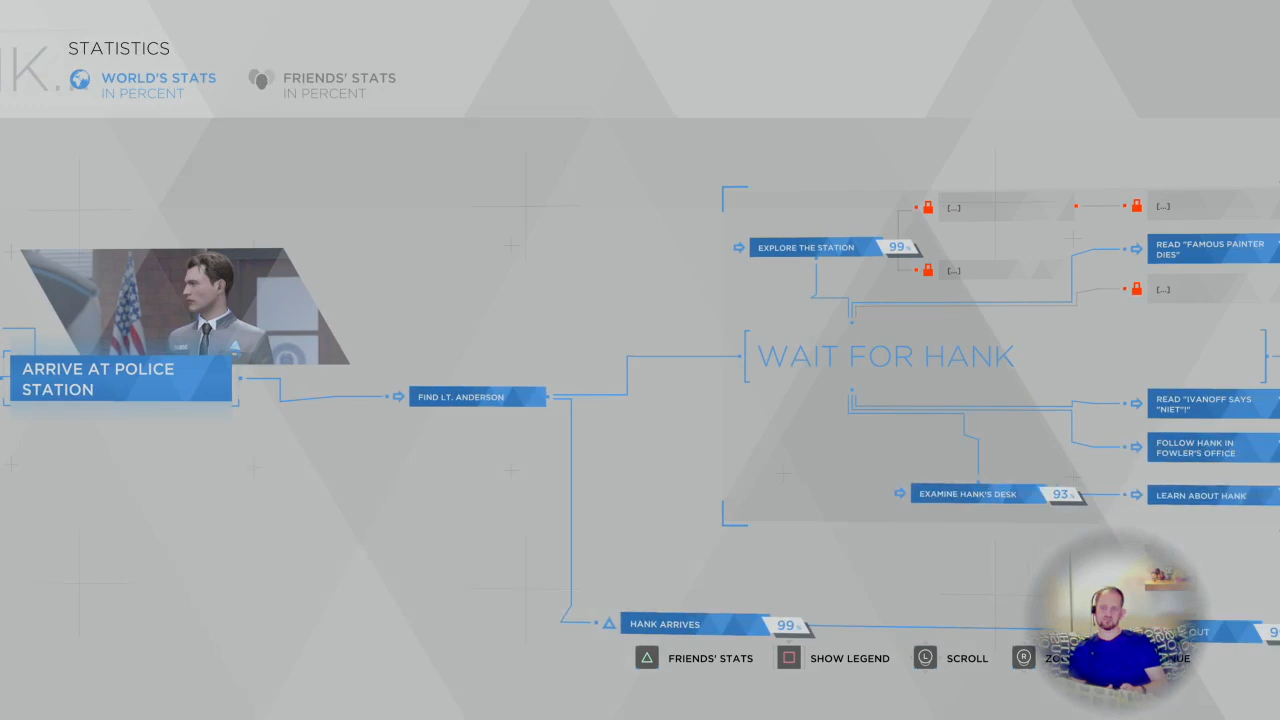 STATISTICS
WORLD'S STATS
IN PERCENT
FRIENDS' STATS
IN PERCENT
[...]
[...]
EXPLORE THE STATION 99%
READ "FAMOUS PAINTER
DIES"
[...]
[...]
WAIT FOR HANK
ARRIVE AT POLICE
STATION
FIND LT. ANDERSON
READ "IVANOFF SAYS
"NIET"!"
FOLLOW HANK IN
FOWLER'S OFFICE
EXAMINE HANK'S DESK 93%
LEARN ABOUT HANK
HANK ARRIVES 99%
OUT
FRIENDS' STATS
SHOW LEGEND
L SCROLL
R